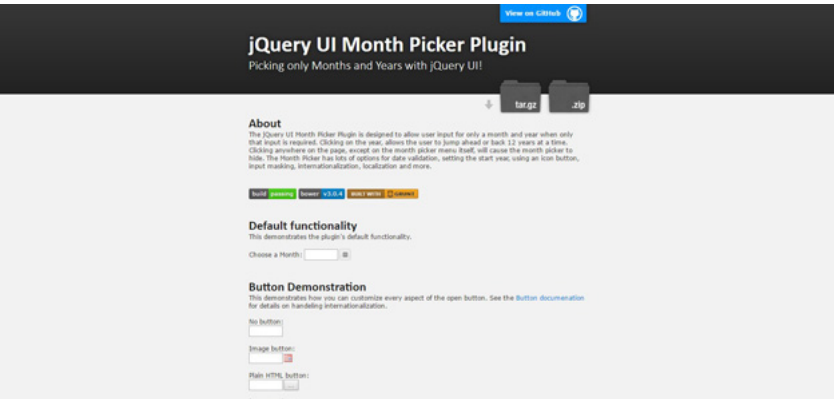 View on GitHub
jQuery UI Month Picker Plugin
Picking only Months and Years with jQuery UI!
tar.gz
.zip
About
The jQuery UI Month Picker Plugin is designed to allow user input for only a month and year when only
that input is required. Clicking on the year, allows the user to jump ahead or back 12 years at a time.
Clicking anywhere on the page, except on the month picker menu itself, will cause the month picker to
hide. The Month Picker has lots of options for date validation, setting the start year, using an icon button,
input masking, internationalization, localization and more.
build passing bower v3.0.4 BUILT WITH GRUNT
Default functionality
This demonstrates the plugin's default functionality.
Choose a Month:
Button Demonstration
This demonstrates how you can customize every aspect of the open button. See the Button documenation
for details on handeling internationalization.
No button:
Image button:
Plain HTML button:
...